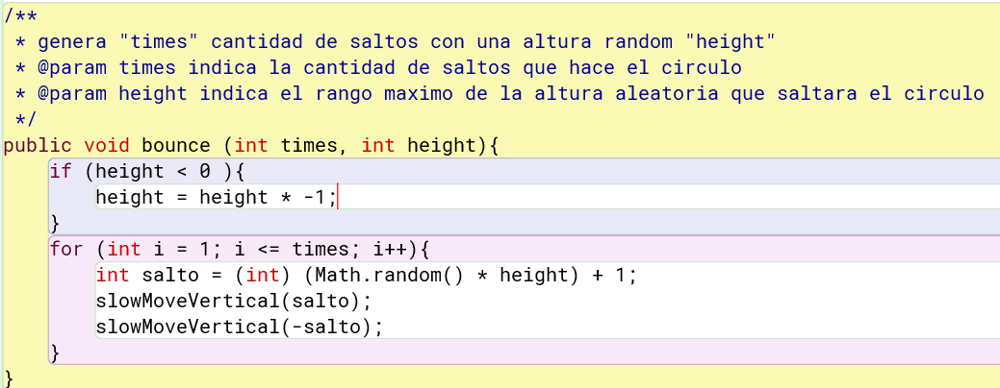 /**
 * genera "times" cantidad de saltos con una altura random "height"
 * @param times indica la cantidad de saltos que hace el circulo
 * @param height indica el rango maximo de la altura aleatoria que saltara el circulo
 */
public void bounce (int times, int height){
    if (height < 0 ){
        height = height * -1;
    }
    for (int i = 1; i <= times; i++){
        int salto = (int) (Math.random() * height) + 1;
        slowMoveVertical(salto);
        slowMoveVertical(-salto);
    }
}